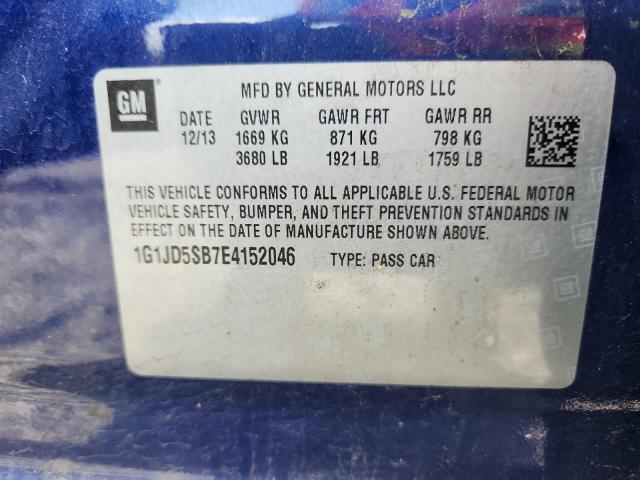 GM
MFD BY GENERAL MOTORS LLC
DATE GVWR GAWR FRT GAWR RR
12/13 1669 KG 871 KG 798 KG
3680 LB 1921 LB 1759 LB
THIS VEHICLE CONFORMS TO ALL APPLICABLE U.S. FEDERAL MOTOR
VEHICLE SAFETY, BUMPER, AND THEFT PREVENTION STANDARDS IN
EFFECT ON THE DATE OF MANUFACTURE SHOWN ABOVE.
1G1JD5SB7E4152046 TYPE: PASS CAR